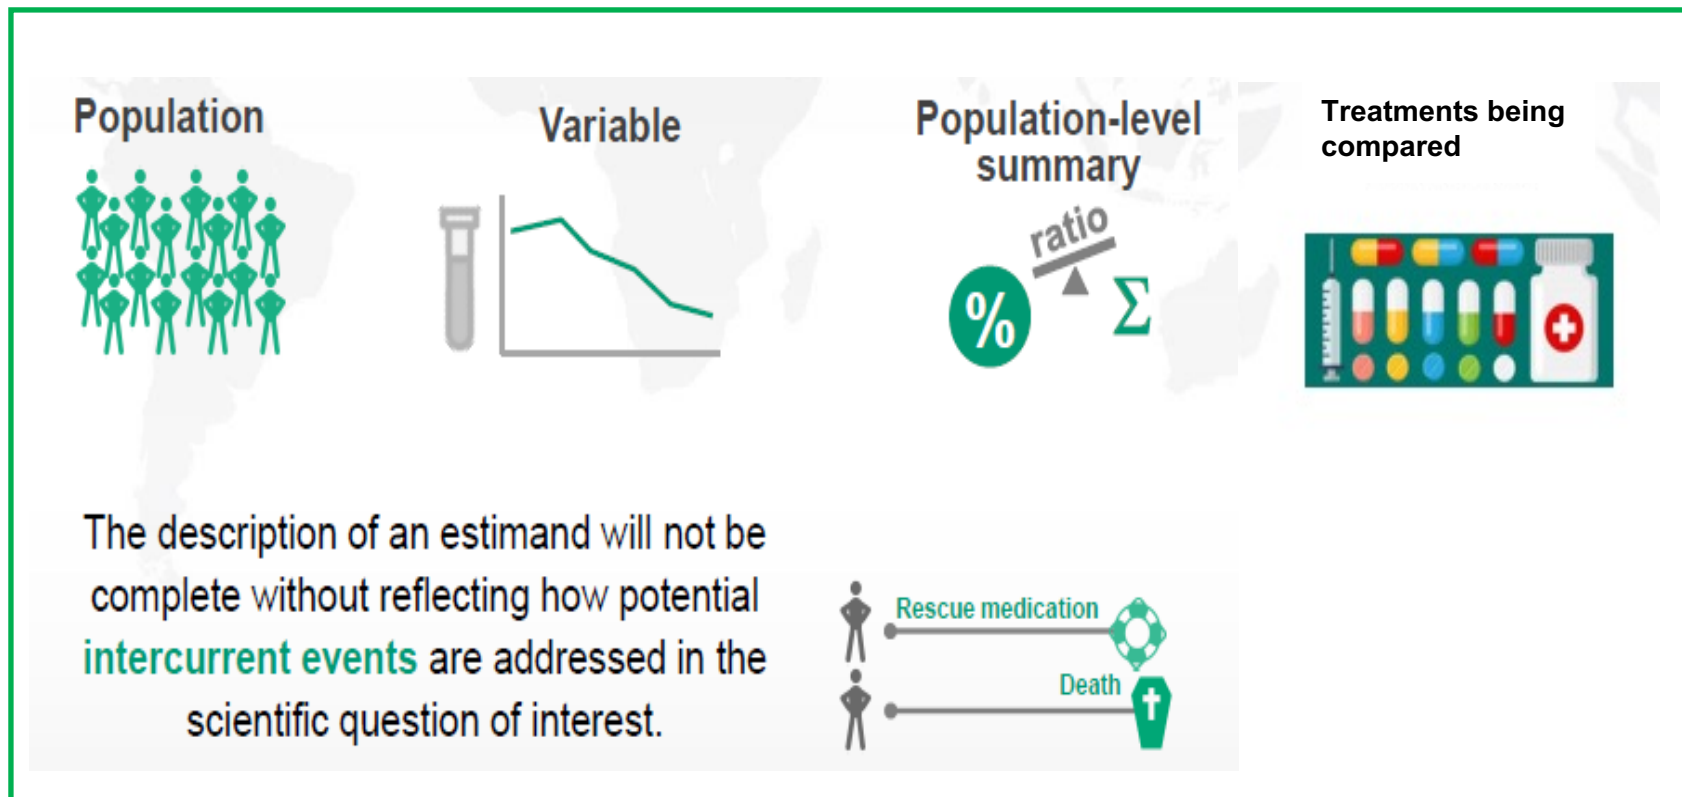 Population
Variable
Population-level
summary
Treatments being
compared
ratio
%
Σ
The description of an estimand will not be
complete without reflecting how potential
intercurrent events are addressed in the
scientific question of interest.
Rescue medication
Death